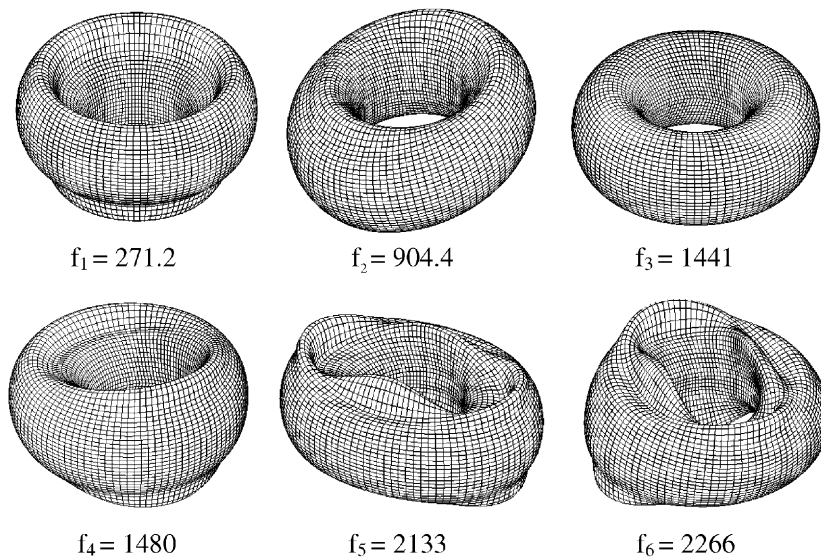 f₁ = 271.2
f₂ = 904.4
f₃ = 1441
f₄ = 1480
f₅ = 2133
f₆ = 2266